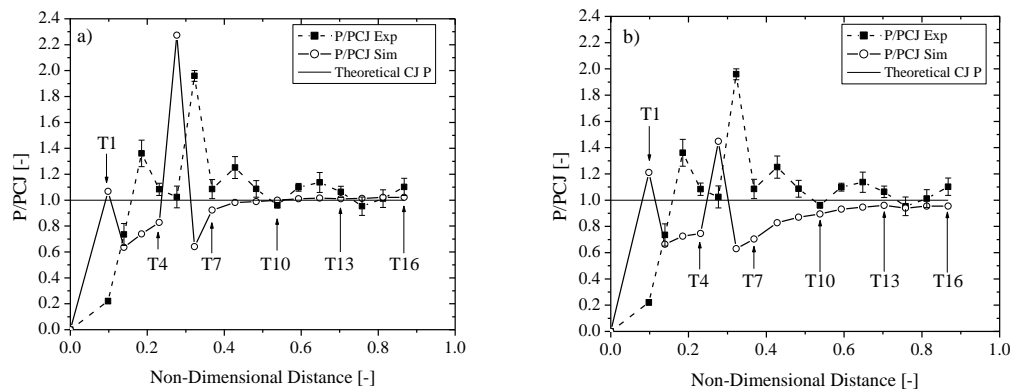 a)
P/PCJ Exp
P/PCJ Sim
Theoretical CJ P
2.4
2.2
2.0
1.8
1.6
1.4
1.2
1.0
0.8
0.6
0.4
0.2
0.0
P/PCJ [-]
T1
T4
T7
T10
T13
T16
0.0 0.2 0.4 0.6 0.8 1.0
Non-Dimensional Distance [-]
b)
P/PCJ Exp
P/PCJ Sim
Theoretical CJ P
2.4
2.2
2.0
1.8
1.6
1.4
1.2
1.0
0.8
0.6
0.4
0.2
0.0
P/PCJ [-]
T1
T4
T7
T10
T13
T16
0.0 0.2 0.4 0.6 0.8 1.0
Non-Dimensional Distance [-]